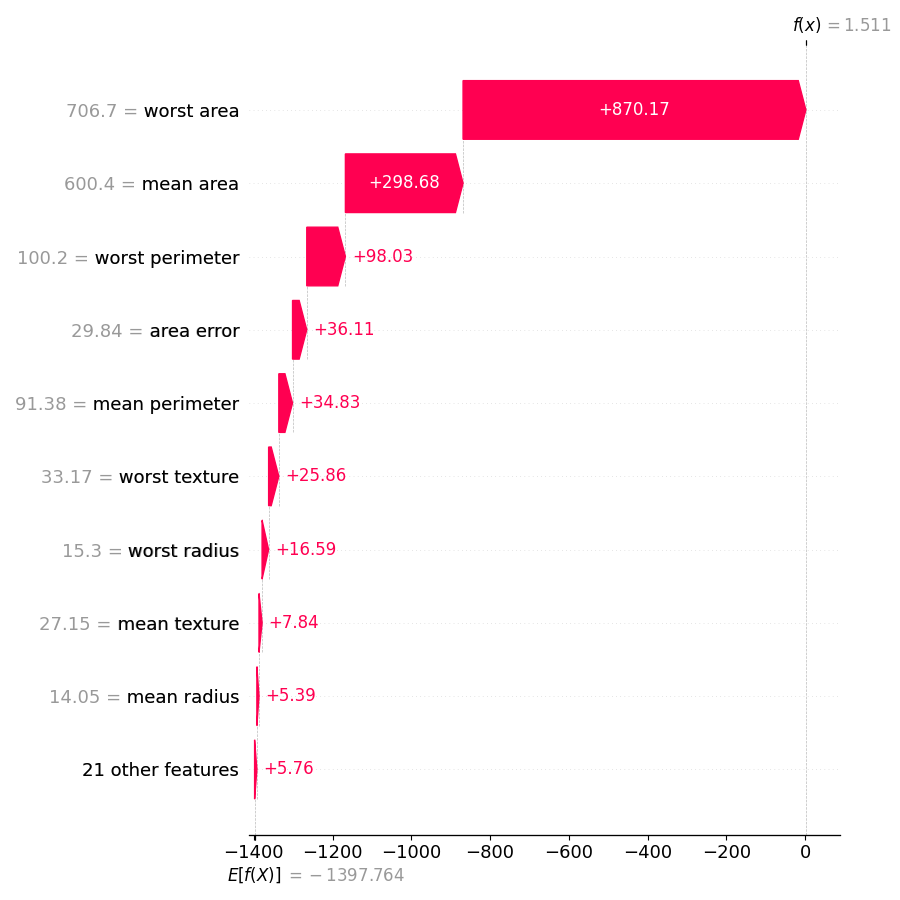 f(x) = 1.511
706.7 = worst area
+870.17
600.4 = mean area
+298.68
100.2 = worst perimeter
+98.03
29.84 = area error
+36.11
91.38 = mean perimeter
+34.83
33.17 = worst texture
+25.86
15.3 = worst radius
+16.59
27.15 = mean texture
+7.84
14.05 = mean radius
+5.39
21 other features
+5.76
−1400 −1200 −1000 −800 −600 −400 −200 0
E[f(X)] = −1397.764